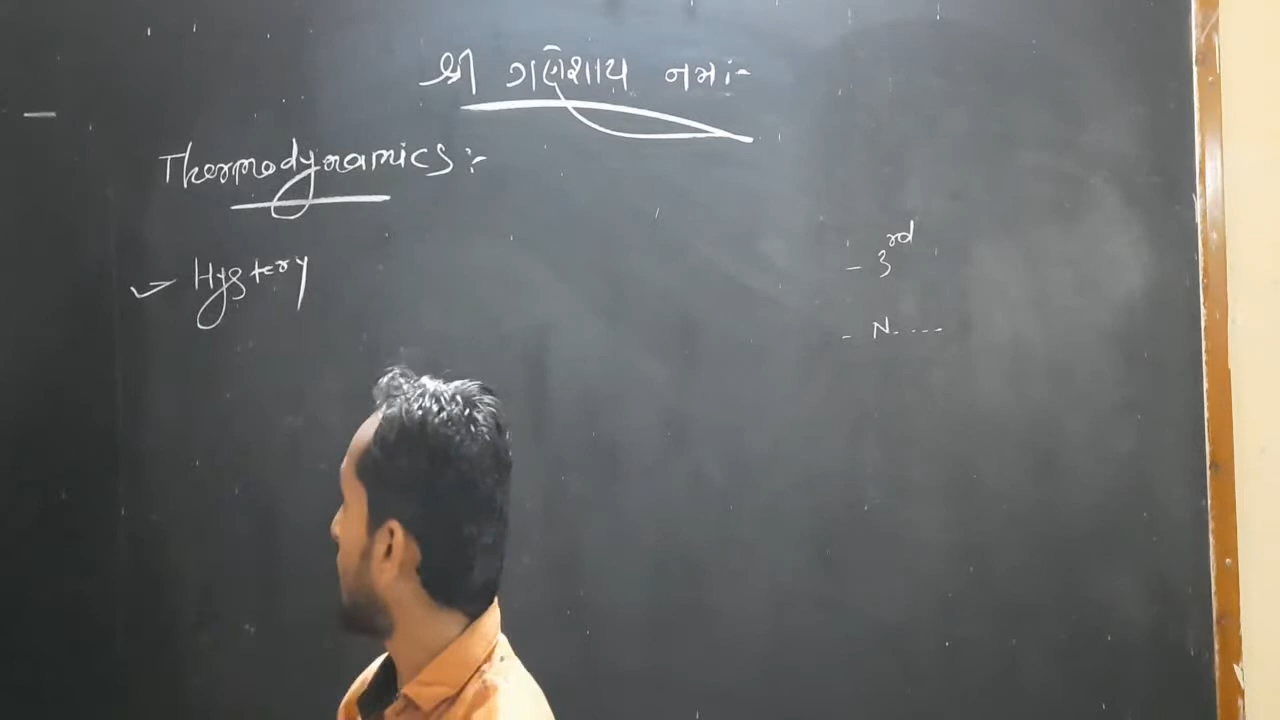 શ્રી ગણેશાય નમઃ-
Thermodynamics :-
✓ Hystery
- 3rd
- N.....